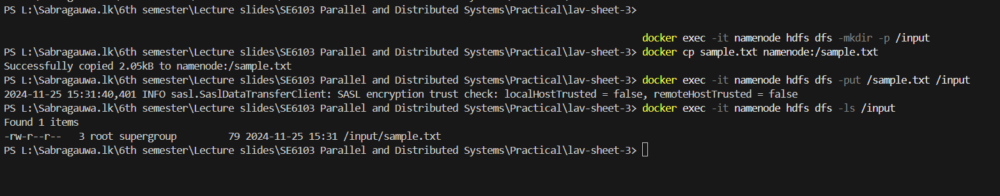 PS L:\Sabragauwa.lk\6th semester\Lecture slides\SE6103 Parallel and Distributed Systems\Practical\lav-sheet-3>
docker exec -it namenode hdfs dfs -mkdir -p /input
PS L:\Sabragauwa.lk\6th semester\Lecture slides\SE6103 Parallel and Distributed Systems\Practical\lav-sheet-3> docker cp sample.txt namenode:/sample.txt
Successfully copied 2.05kB to namenode:/sample.txt
PS L:\Sabragauwa.lk\6th semester\Lecture slides\SE6103 Parallel and Distributed Systems\Practical\lav-sheet-3> docker exec -it namenode hdfs dfs -put /sample.txt /input
2024-11-25 15:31:40,401 INFO sasl.SaslDataTransferClient: SASL encryption trust check: localHostTrusted = false, remoteHostTrusted = false
PS L:\Sabragauwa.lk\6th semester\Lecture slides\SE6103 Parallel and Distributed Systems\Practical\lav-sheet-3> docker exec -it namenode hdfs dfs -ls /input
Found 1 items
-rw-r--r--   3 root supergroup         79 2024-11-25 15:31 /input/sample.txt
PS L:\Sabragauwa.lk\6th semester\Lecture slides\SE6103 Parallel and Distributed Systems\Practical\lav-sheet-3>